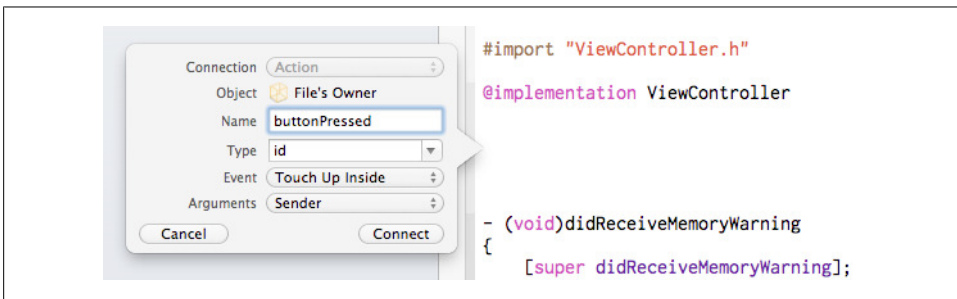 Connection Action
Object File's Owner
Name buttonPressed
Type id
Event Touch Up Inside
Arguments Sender
Cancel Connect
#import "ViewController.h"
@implementation ViewController
- (void)didReceiveMemoryWarning
{
[super didReceiveMemoryWarning];